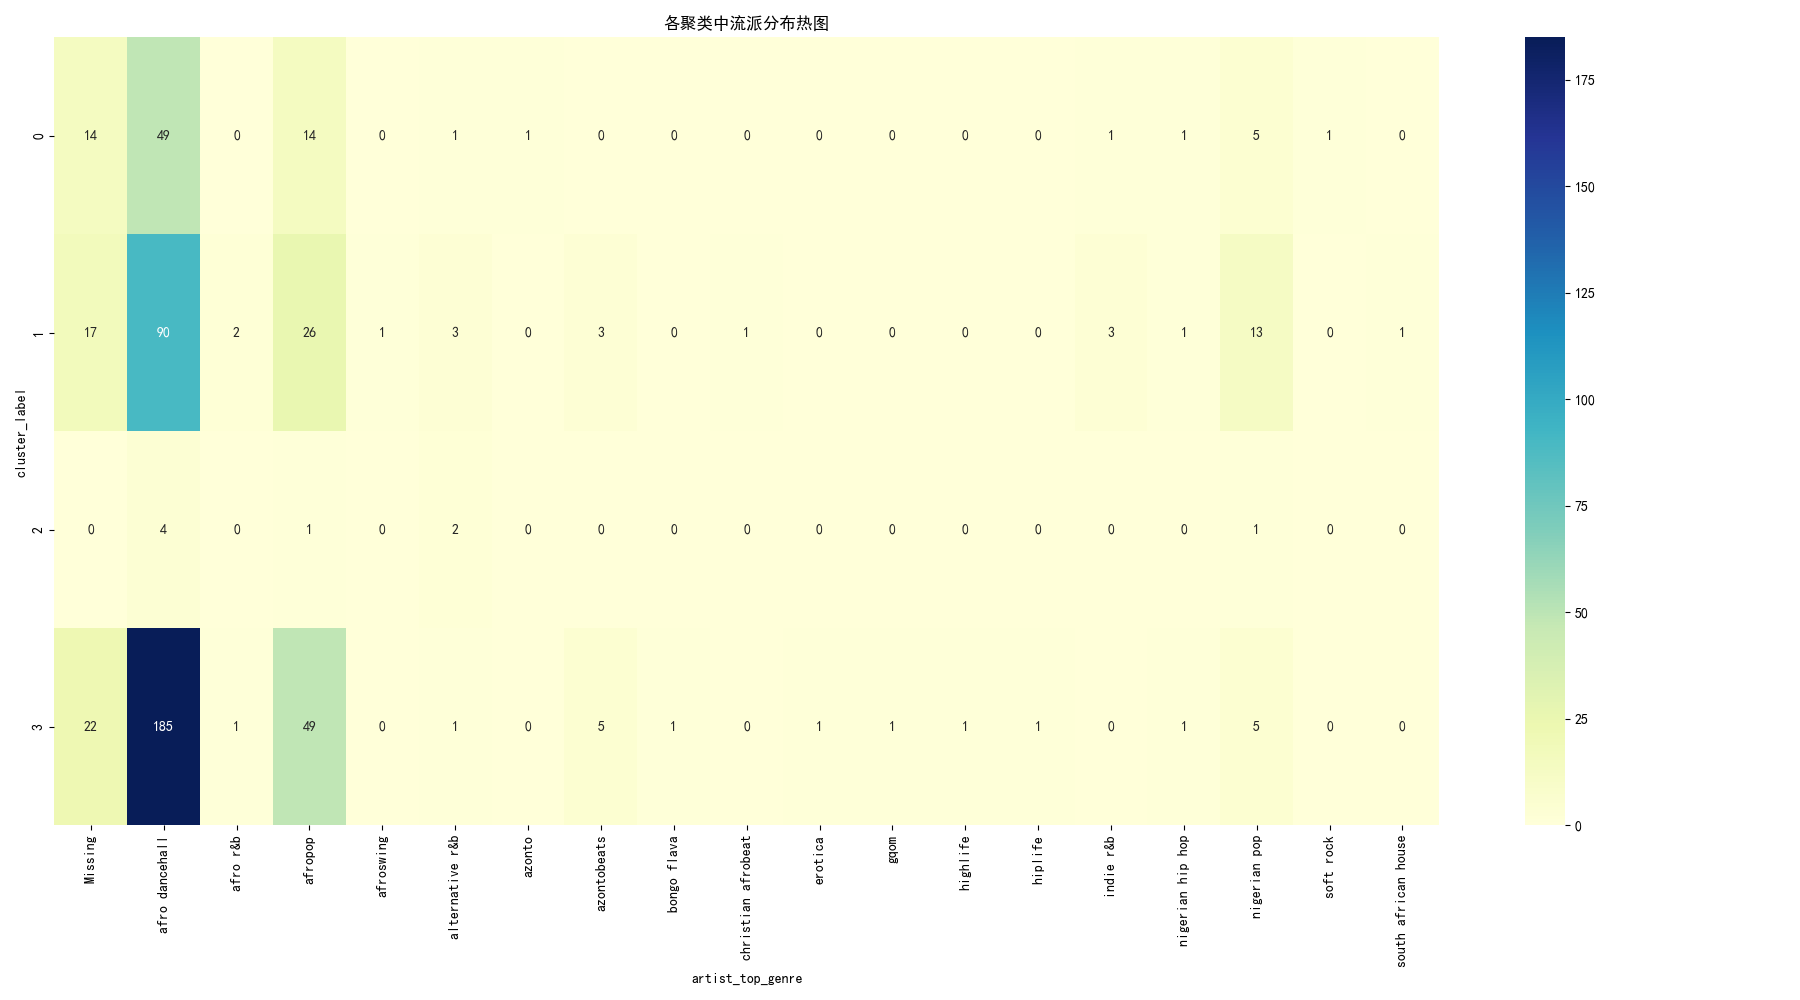 各聚类中流派分布热图
cluster_label
0
14 49 0 14 0 1 1 0 0 0 0 0 0 0 1 1 5 1 0
1
17 90 2 26 1 3 0 3 0 1 0 0 0 0 3 1 13 0 1
2
0 4 0 1 0 2 0 0 0 0 0 0 0 0 0 0 1 0 0
3
22 185 1 49 0 1 0 5 1 0 1 1 1 1 0 1 5 0 0
Missing
afro dancehall
afro r&b
afropop
afroswing
alternative r&b
azonto
azontobeats
bongo flava
christian afrobeat
erotica
gqom
highlife
hiplife
indie r&b
nigerian hip hop
nigerian pop
soft rock
south african house
artist_top_genre
175
150
125
100
75
50
25
0